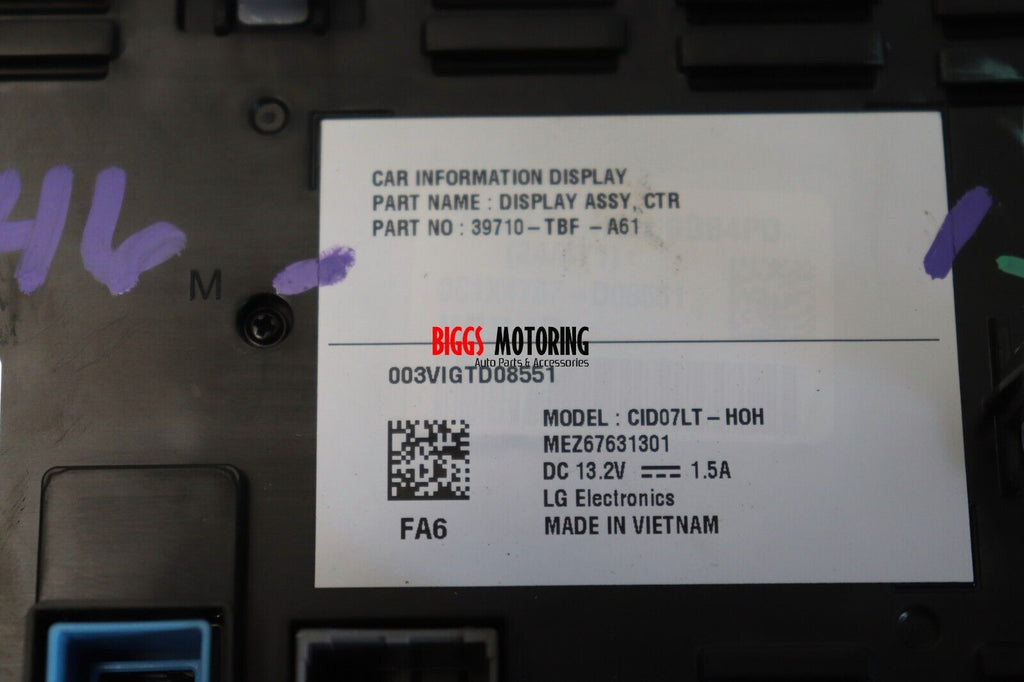 CAR INFORMATION DISPLAY
PART NAME : DISPLAY ASSY, CTR
PART NO : 39710-TBF -A61
46
M
BIGGS MOTORING
Auto Parts & Accessories
003VIGTD08551
MODEL : CID07LT-HOH
MEZ67631301
DC 13.2V 1.5A
LG Electronics
FA6
MADE IN VIETNAM